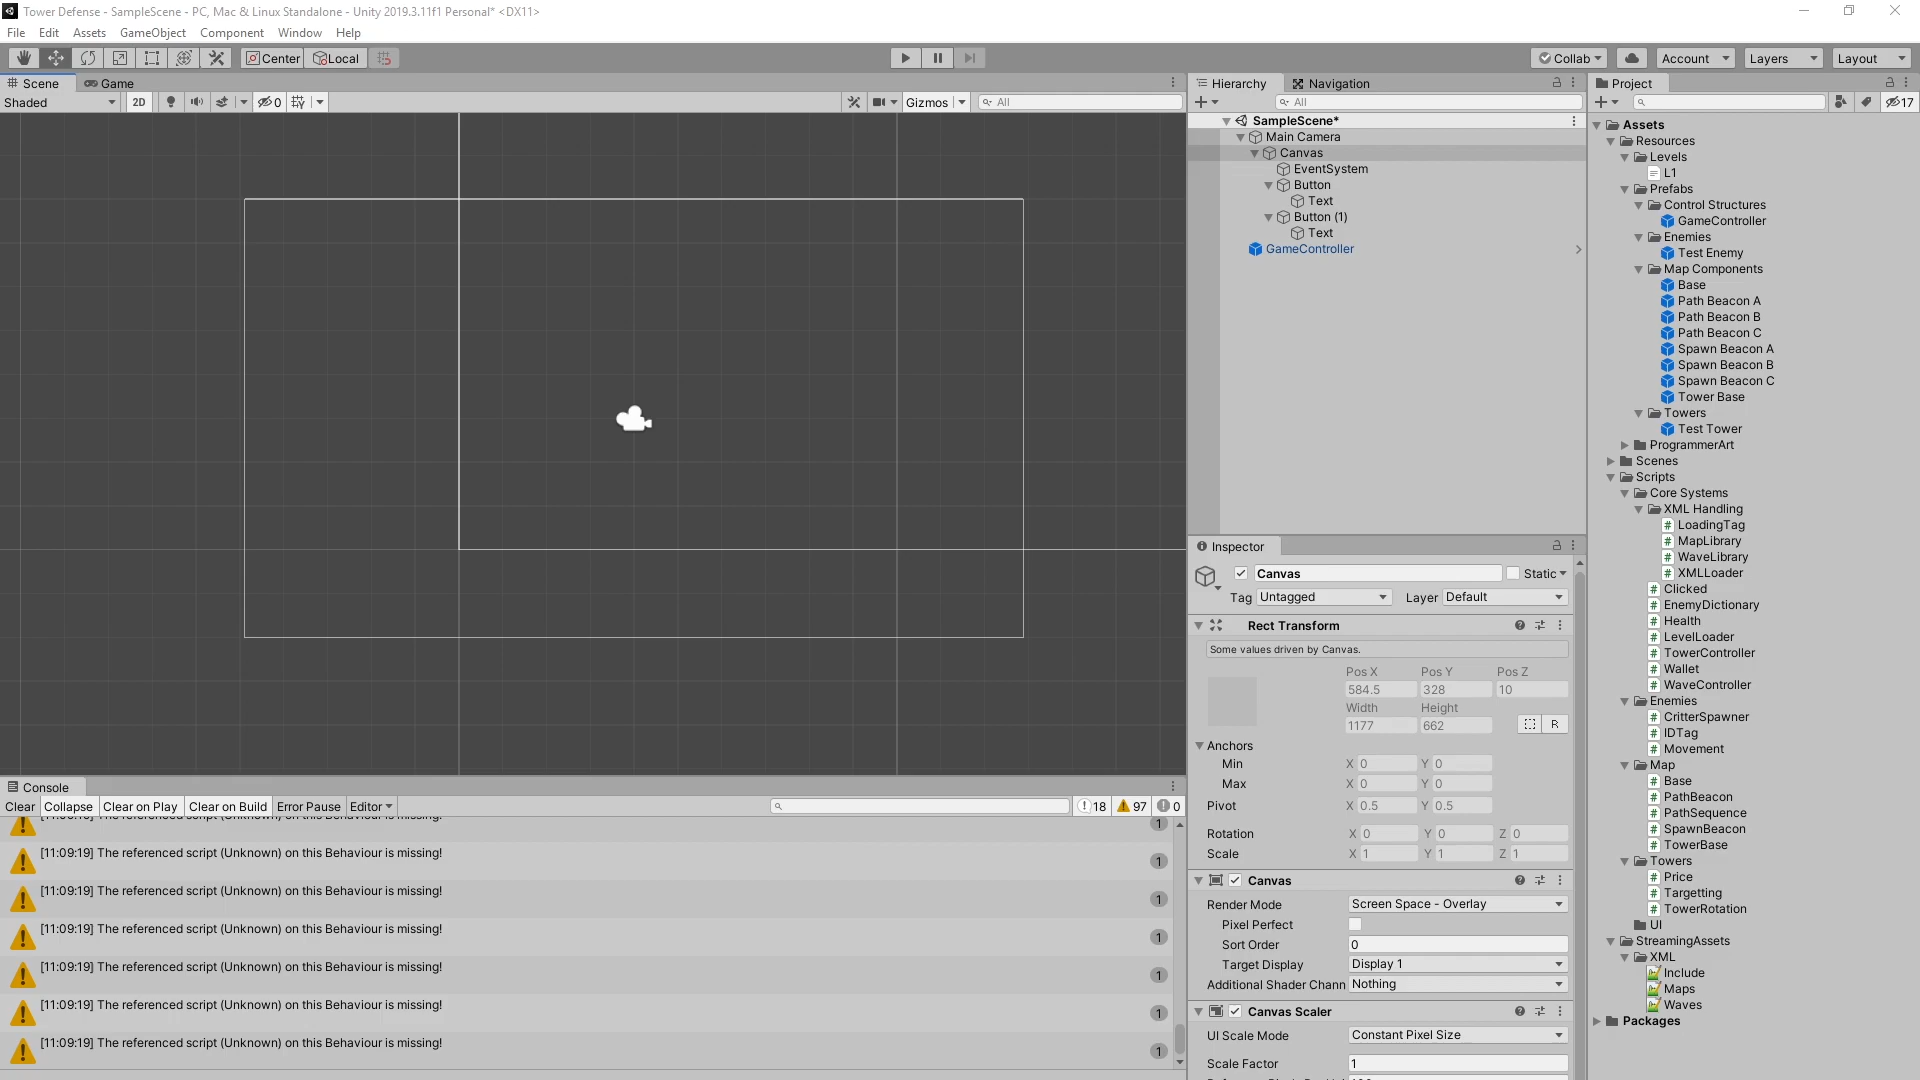 Tower Defense - SampleScene - PC, Mac & Linux Standalone - Unity 2019.3.11f1 Personal* <DX11>
File Edit Assets GameObject Component Window Help
Center Local Collab Account Layers Layout
Scene Game
Shaded 2D 0 Gizmos All
Hierarchy Navigation
All
SampleScene*
Main Camera
Canvas
EventSystem
Button
Text
Button (1)
Text
GameController
Inspector
Canvas Static
Tag Untagged Layer Default
Rect Transform
Some values driven by Canvas.
Pos X Pos Y Pos Z
584.5 328 10
Width Height
1177 662 R
Anchors
Min X 0 Y 0
Max X 0 Y 0
Pivot X 0.5 Y 0.5
Rotation X 0 Y 0 Z 0
Scale X 1 Y 1 Z 1
Canvas
Render Mode Screen Space - Overlay
Pixel Perfect
Sort Order 0
Target Display Display 1
Additional Shader Chann Nothing
Canvas Scaler
UI Scale Mode Constant Pixel Size
Scale Factor 1
Project
17
Assets
Resources
Levels
L1
Prefabs
Control Structures
GameController
Enemies
Test Enemy
Map Components
Base
Path Beacon A
Path Beacon B
Path Beacon C
Spawn Beacon A
Spawn Beacon B
Spawn Beacon C
Tower Base
Towers
Test Tower
ProgrammerArt
Scenes
Scripts
Core Systems
XML Handling
LoadingTag
MapLibrary
WaveLibrary
XMLLoader
Clicked
EnemyDictionary
Health
LevelLoader
TowerController
Wallet
WaveController
Enemies
CritterSpawner
IDTag
Movement
Map
Base
PathBeacon
PathSequence
SpawnBeacon
TowerBase
Towers
Price
Targetting
TowerRotation
UI
StreamingAssets
XML
Include
Maps
Waves
Packages
Console
Clear Collapse Clear on Play Clear on Build Error Pause Editor 18 97 0
[11:09:19] The referenced script (Unknown) on this Behaviour is missing! 1
[11:09:19] The referenced script (Unknown) on this Behaviour is missing! 1
[11:09:19] The referenced script (Unknown) on this Behaviour is missing! 1
[11:09:19] The referenced script (Unknown) on this Behaviour is missing! 1
[11:09:19] The referenced script (Unknown) on this Behaviour is missing! 1
[11:09:19] The referenced script (Unknown) on this Behaviour is missing! 1
[11:09:19] The referenced script (Unknown) on this Behaviour is missing! 1